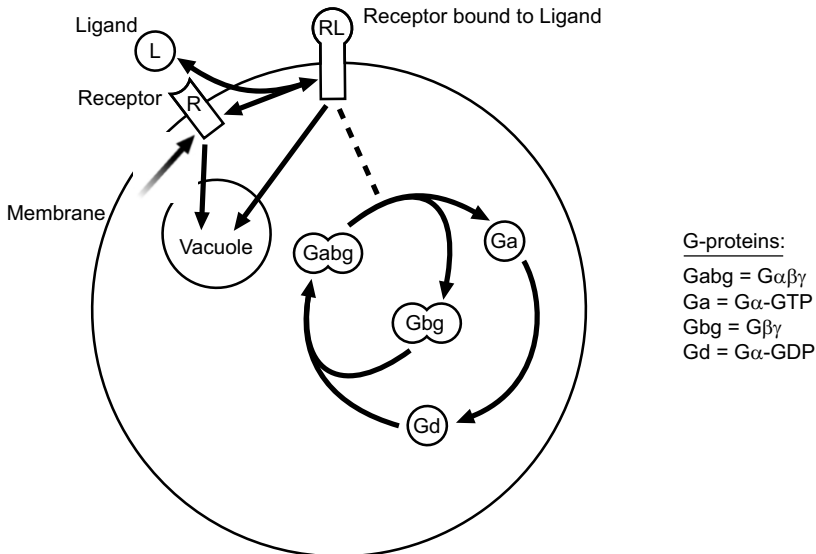 Ligand
L
RL
Receptor bound to Ligand
Receptor
R
Membrane
Vacuole
Gabg
Ga
Gbg
Gd
G-proteins:
Gabg = Gαβγ
Ga = Gα-GTP
Gbg = Gβγ
Gd = Gα-GDP